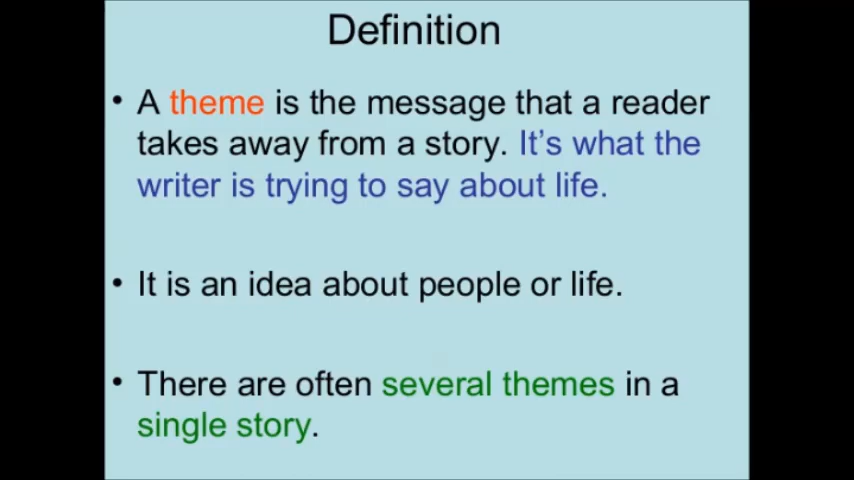 Definition
• A theme is the message that a reader
takes away from a story. It’s what the
writer is trying to say about life.
• It is an idea about people or life.
• There are often several themes in a
single story.